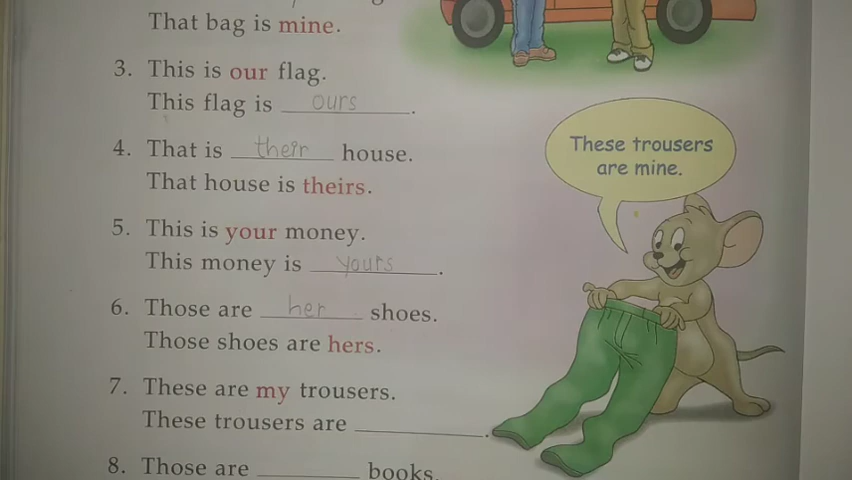 That bag is mine.
3. This is our flag.
This flag is ours.
4. That is their house.
That house is theirs.
5. This is your money.
This money is yours.
6. Those are her shoes.
Those shoes are hers.
7. These are my trousers.
These trousers are ________.
8. Those are ________ books.
These trousers
are mine.